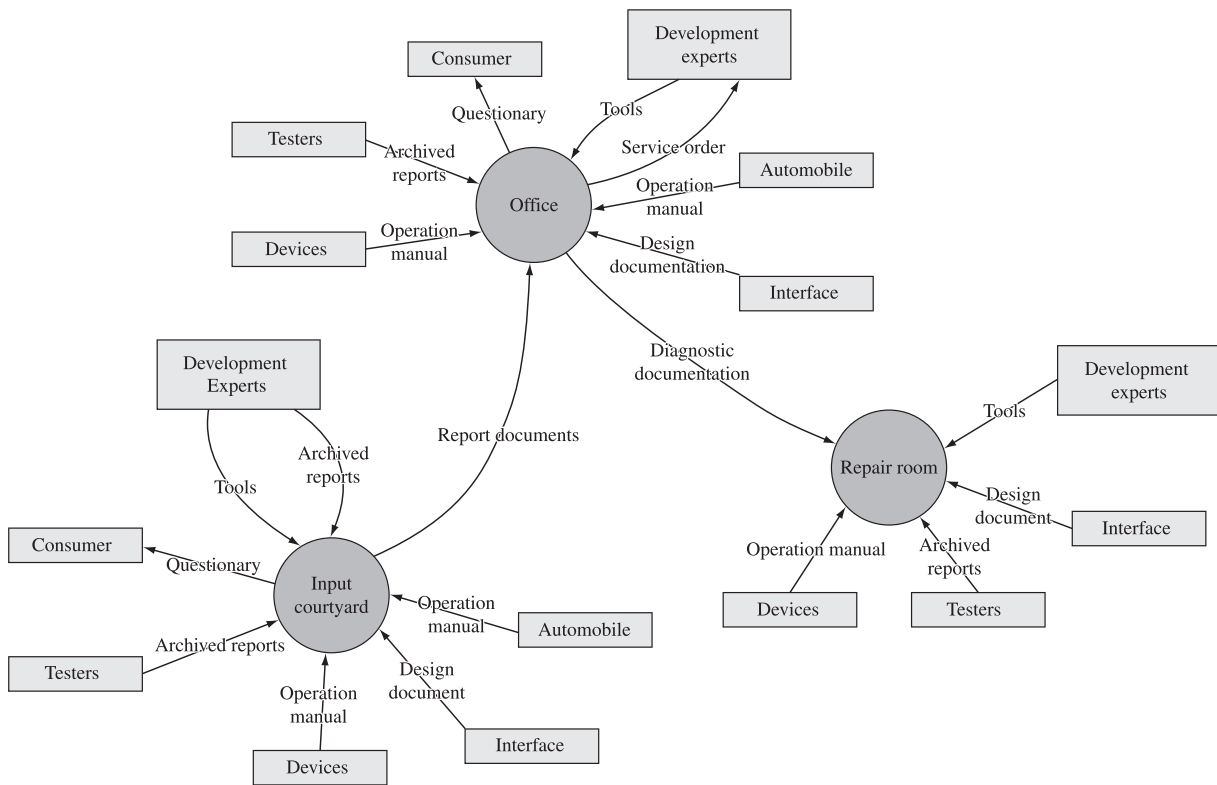 Development
experts
Consumer
Tools
Questionary
Testers
Archived
reports
Service order
Automobile
Operation
manual
Office
Devices
Operation
manual
Design
documentation
Interface
Diagnostic
documentation
Development
Experts
Development
experts
Tools
Report documents
Archived
reports
Tools
Repair room
Design
document
Interface
Consumer
Questionary
Operation manual
Archived
reports
Input
courtyard
Devices
Testers
Operation
manual
Automobile
Archived reports
Testers
Design
document
Operation
manual
Interface
Devices